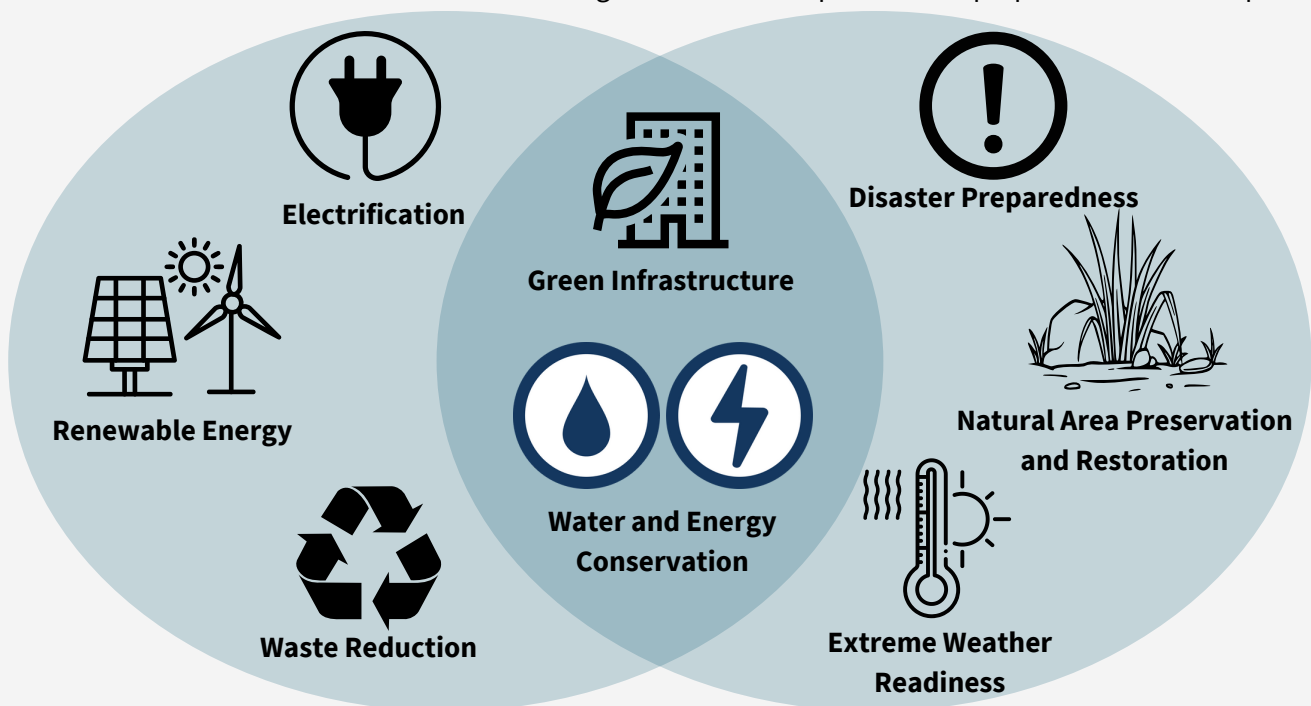 Electrification
Disaster Preparedness
Green Infrastructure
Renewable Energy
Natural Area Preservation
and Restoration
Water and Energy
Conservation
Waste Reduction
Extreme Weather
Readiness